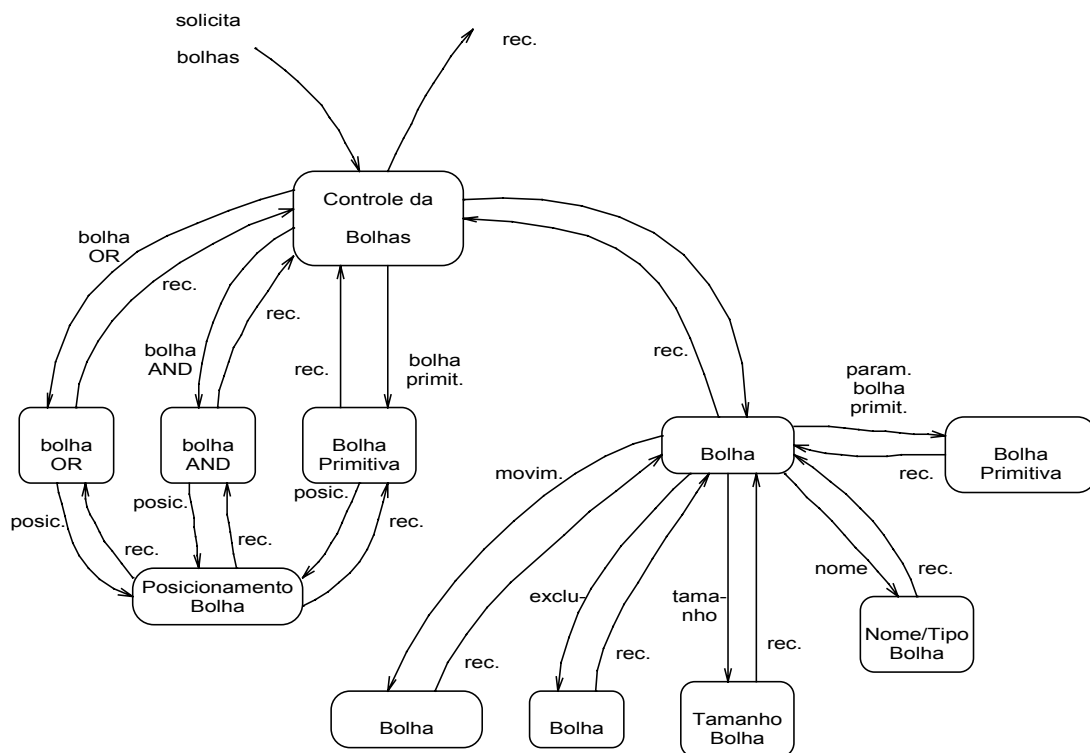 solicita
bolhas
rec.
Controle da
Bolhas
bolha
OR
rec.
bolha
AND
rec.
rec.
bolha
primit.
rec.
param.
bolha
primit.
bolha
OR
bolha
AND
Bolha
Primitiva
Bolha
Bolha
Primitiva
rec.
movim.
posic.
posic.
posic.
rec.
rec.
rec.
Posicionamento
Bolha
exclu-
tama-
nho
nome
rec.
Nome/Tipo
Bolha
rec.
rec.
rec.
Bolha
Bolha
Tamanho
Bolha